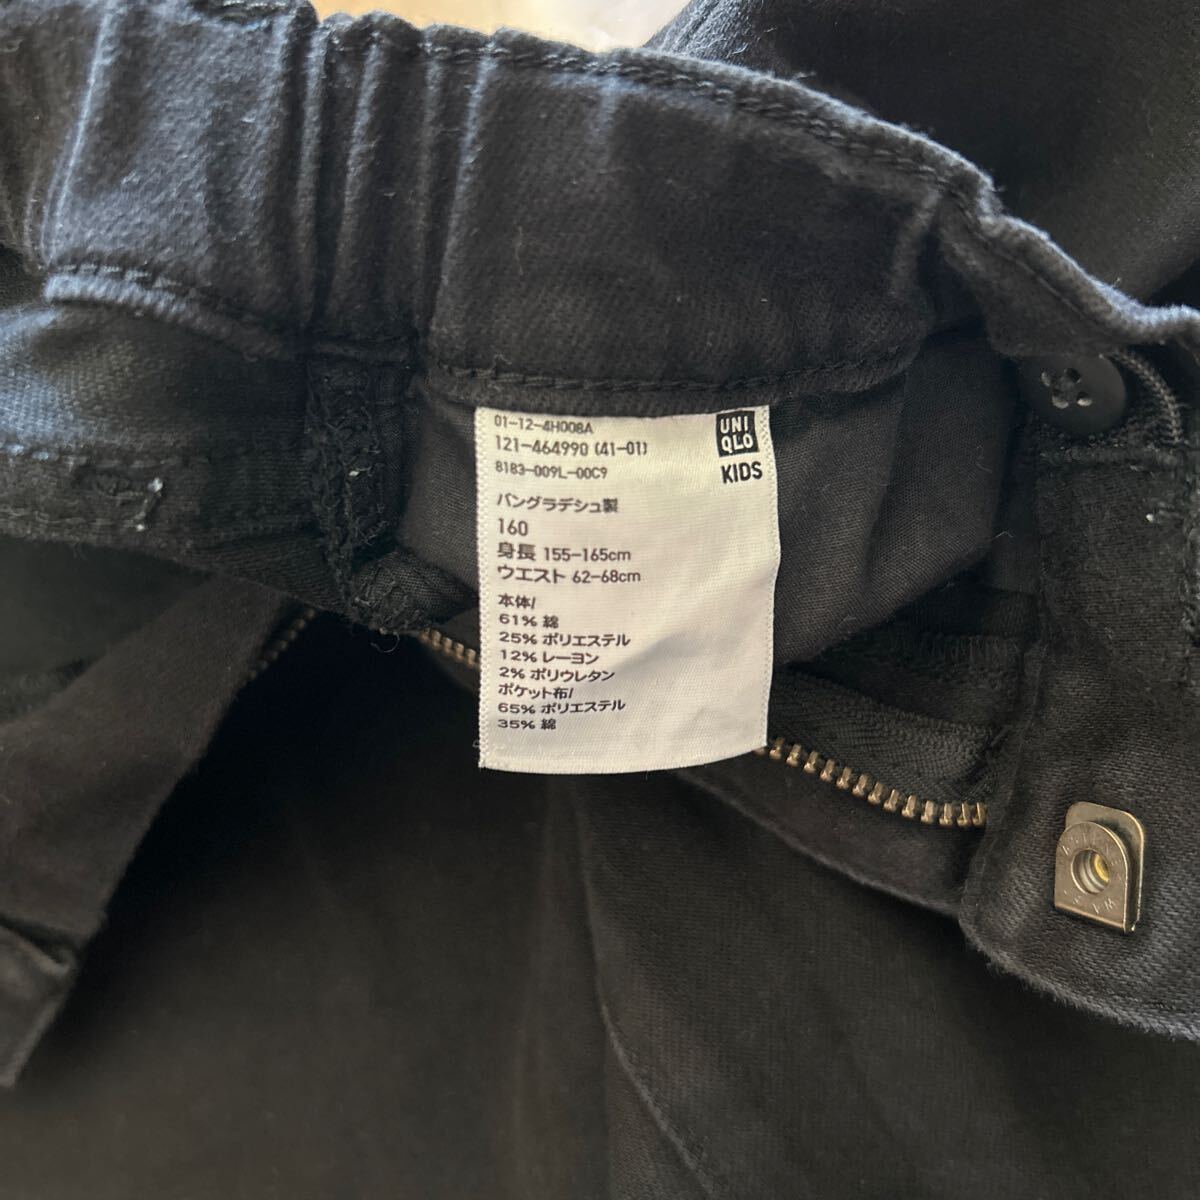 01-12-4H008A
121-464990 (41-01)
8183-009L-00C9
UNI
QLO
KIDS
バングラデシュ製
160
身長 155-165cm
ウエスト 62-68cm
本体/
61% 綿
25% ポリエステル
12% レーヨン
2% ポリウレタン
ポケット布/
65% ポリエステル
35% 綿